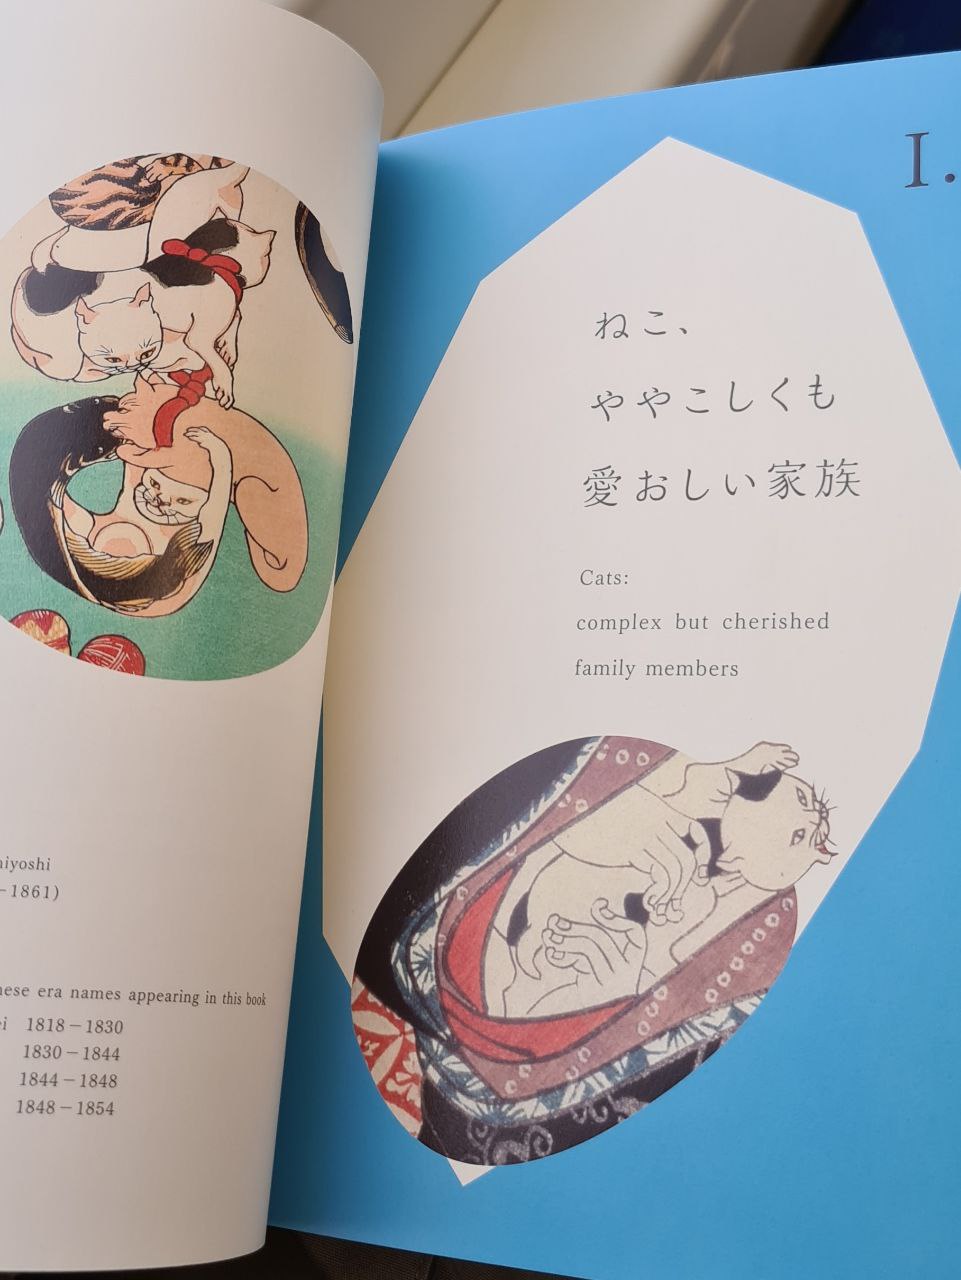 1861)
nese era names appearing in this book
1818－1830
1830－1844
1844－1848
1848－1854
I.
ねこ、
ややこしくも
愛おしい家族
Cats:
complex but cherished
family members